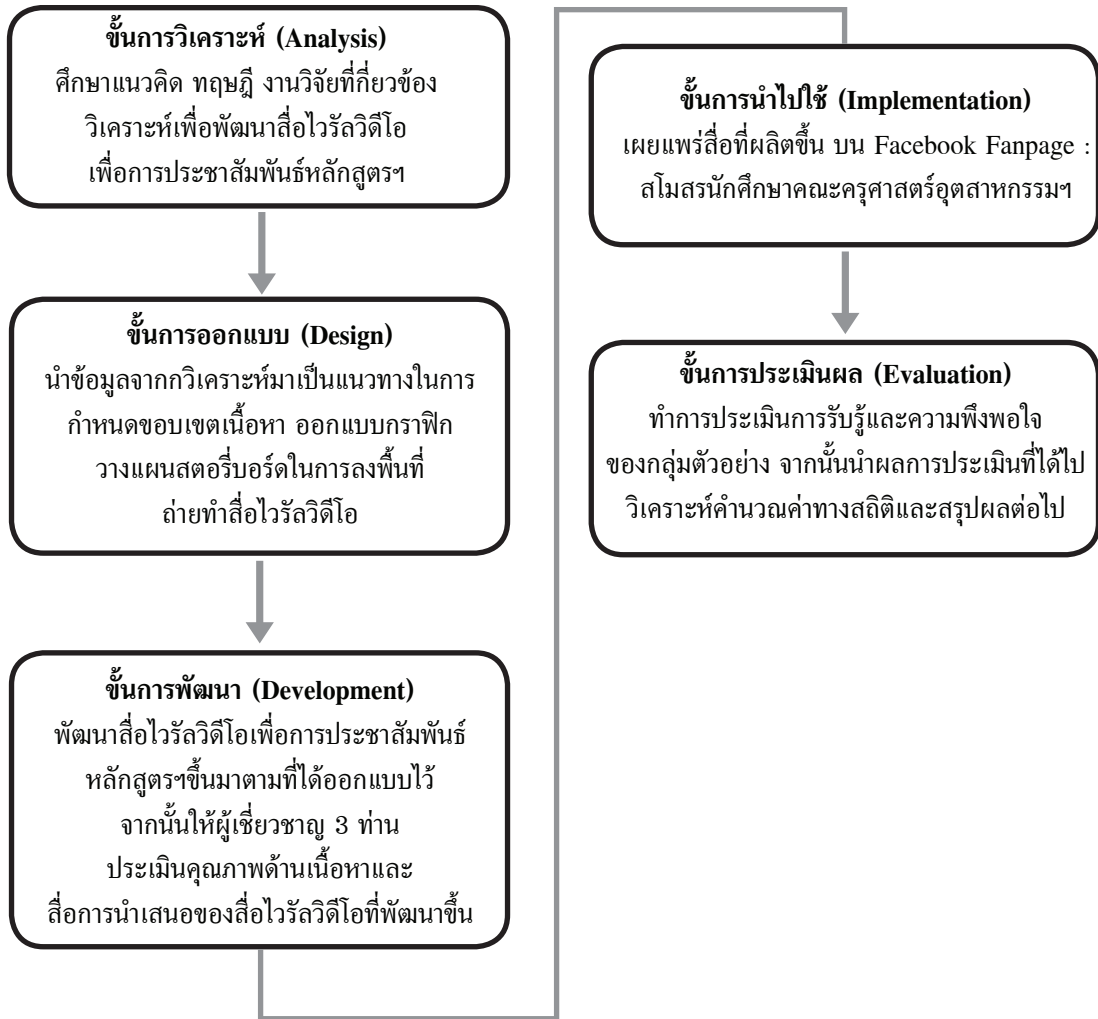 ขั้นการวิเคราะห์ (Analysis)
ศึกษาแนวคิด ทฤษฎี งานวิจัยที่กี่ยวข้อง
วิเคราะห์เพื่อพัฒนาสื่อไวรัลวิดีโอ
เพื่อการประชาสัมพันธ์หลักสูตรฯ
ขั้นการออกแบบ (Design)
นำข้อมูลจากกวิเคราะห์มาเป็นแนวทางในการ
กำหนดขอบเขตเนื้อหา ออกแบบกราฟิก
วางแผนสตอรี่บอร์ดในการลงพื้นที่
ถ่ายทำสื่อไวรัลวิดีโอ
ขั้นการพัฒนา (Development)
พัฒนาสื่อไวรัลวิดีโอเพื่อการประชาสัมพันธ์
หลักสูตรฯขึ้นมาตามที่ได้ออกแบบไว้
จากนั้นให้ผู้เชี่ยวชาญ 3 ท่าน
ประเมินคุณภาพด้านเนื้อหาและ
สื่อการนำเสนอของสื่อไวรัลวิดีโอที่พัฒนาขึ้น
ขั้นการนำไปใช้ (Implementation)
เผยแพร่สื่อที่ผลิตขึ้น บน Facebook Fanpage :
สโมสรนักศึกษาคณะครุศาสตร์อุตสาหกรรมฯ
ขั้นการประเมินผล (Evaluation)
ทำการประเมินการรับรู้และความพึงพอใจ
ของกลุ่มตัวอย่าง จากนั้นนำผลการประเมินที่ได้ไป
วิเคราะห์คำนวณค่าทางสถิติและสรุปผลต่อไป